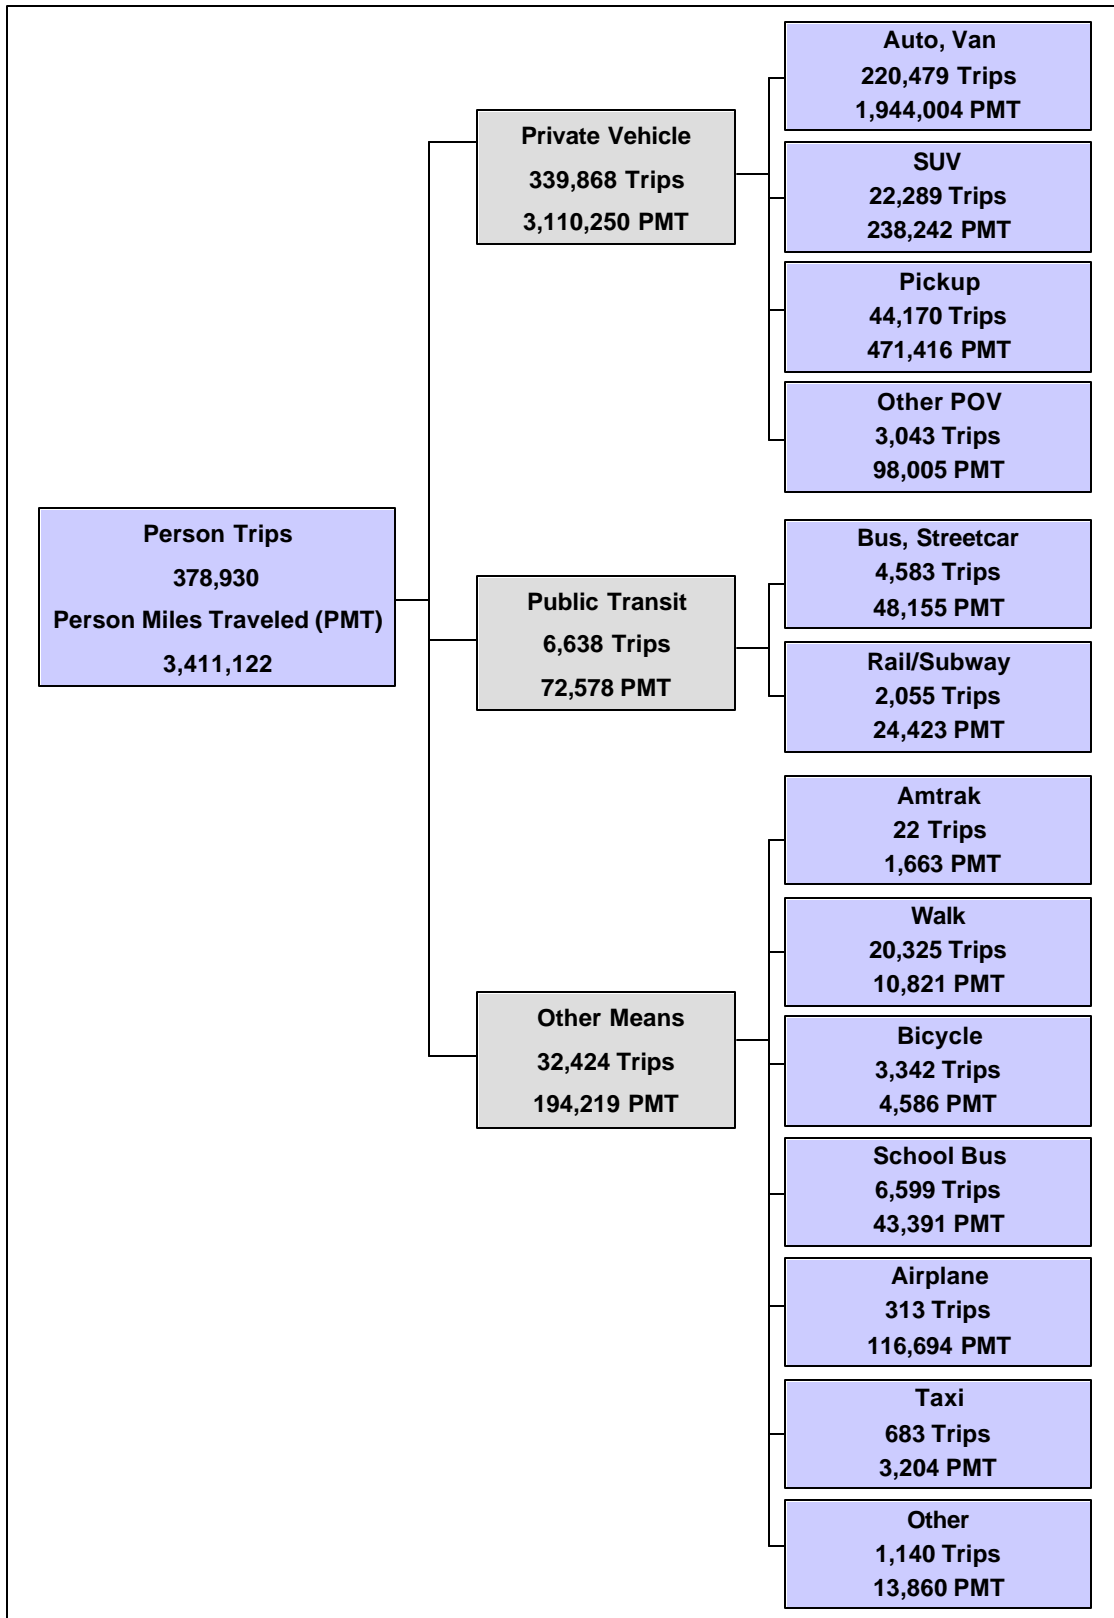 Person Trips
378,930
Person Miles Traveled (PMT)
3,411,122
Private Vehicle
339,868 Trips
3,110,250 PMT
Auto, Van
220,479 Trips
1,944,004 PMT
SUV
22,289 Trips
238,242 PMT
Pickup
44,170 Trips
471,416 PMT
Other POV
3,043 Trips
98,005 PMT
Public Transit
6,638 Trips
72,578 PMT
Bus, Streetcar
4,583 Trips
48,155 PMT
Rail/Subway
2,055 Trips
24,423 PMT
Other Means
32,424 Trips
194,219 PMT
Amtrak
22 Trips
1,663 PMT
Walk
20,325 Trips
10,821 PMT
Bicycle
3,342 Trips
4,586 PMT
School Bus
6,599 Trips
43,391 PMT
Airplane
313 Trips
116,694 PMT
Taxi
683 Trips
3,204 PMT
Other
1,140 Trips
13,860 PMT